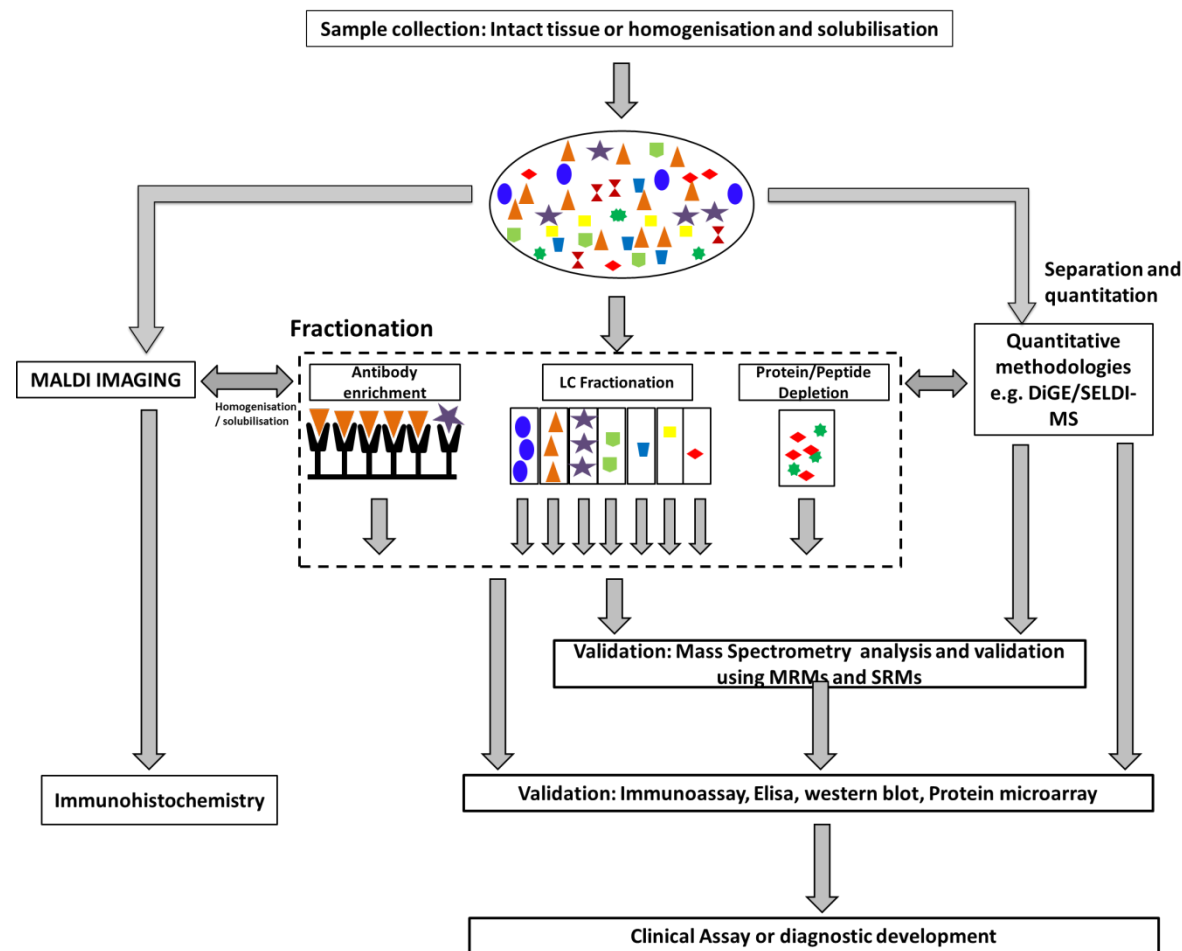 Sample collection: Intact tissue or homogenisation and solubilisation
Separation and
quantitation
Fractionation
MALDI IMAGING
Homogenisation
/ solubilisation
Antibody
enrichment
LC Fractionation
Protein/Peptide
Depletion
Quantitative
methodologies
e.g. DiGE/SELDI-
MS
Validation: Mass Spectrometry analysis and validation
using MRMs and SRMs
Immunohistochemistry
Validation: Immunoassay, Elisa, western blot, Protein microarray
Clinical Assay or diagnostic development